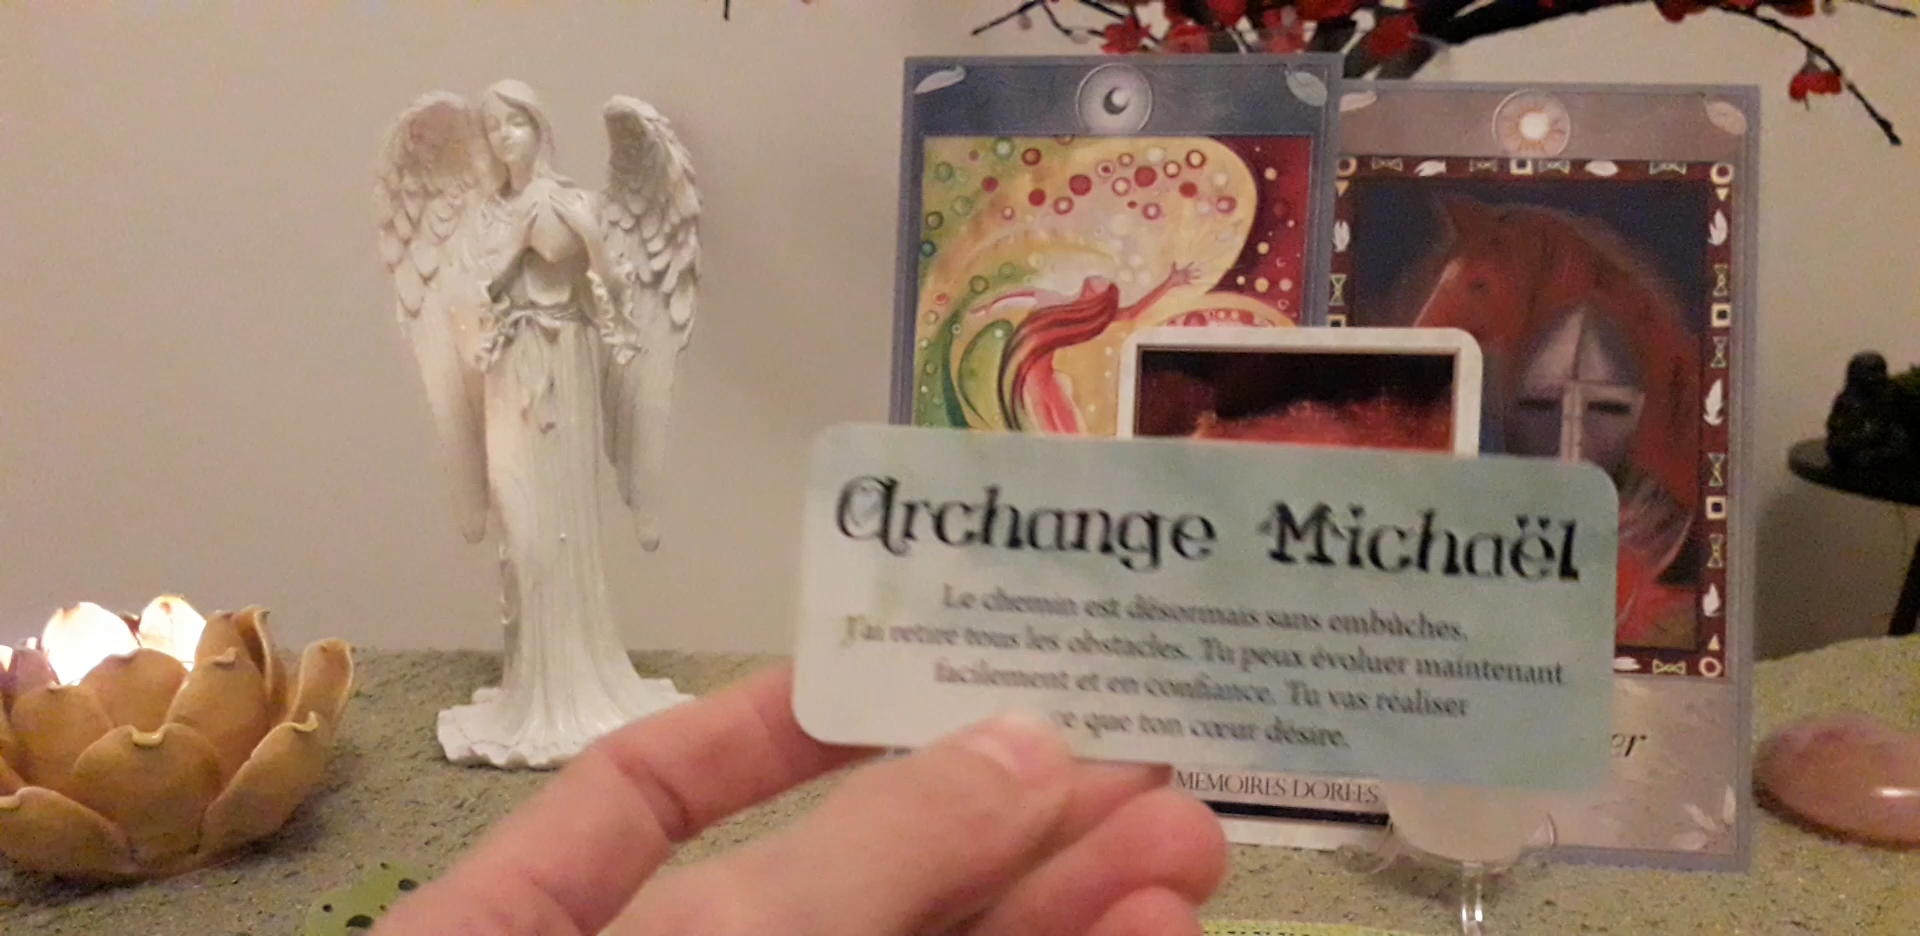 Archange Michaël
Le chemin est désormais sans embûches.
J'ai retiré tous les obstacles. Tu peux évoluer maintenant
facilement et en confiance. Tu vas réaliser
ce que ton cœur désire.
er
MEMOIRES DOREES